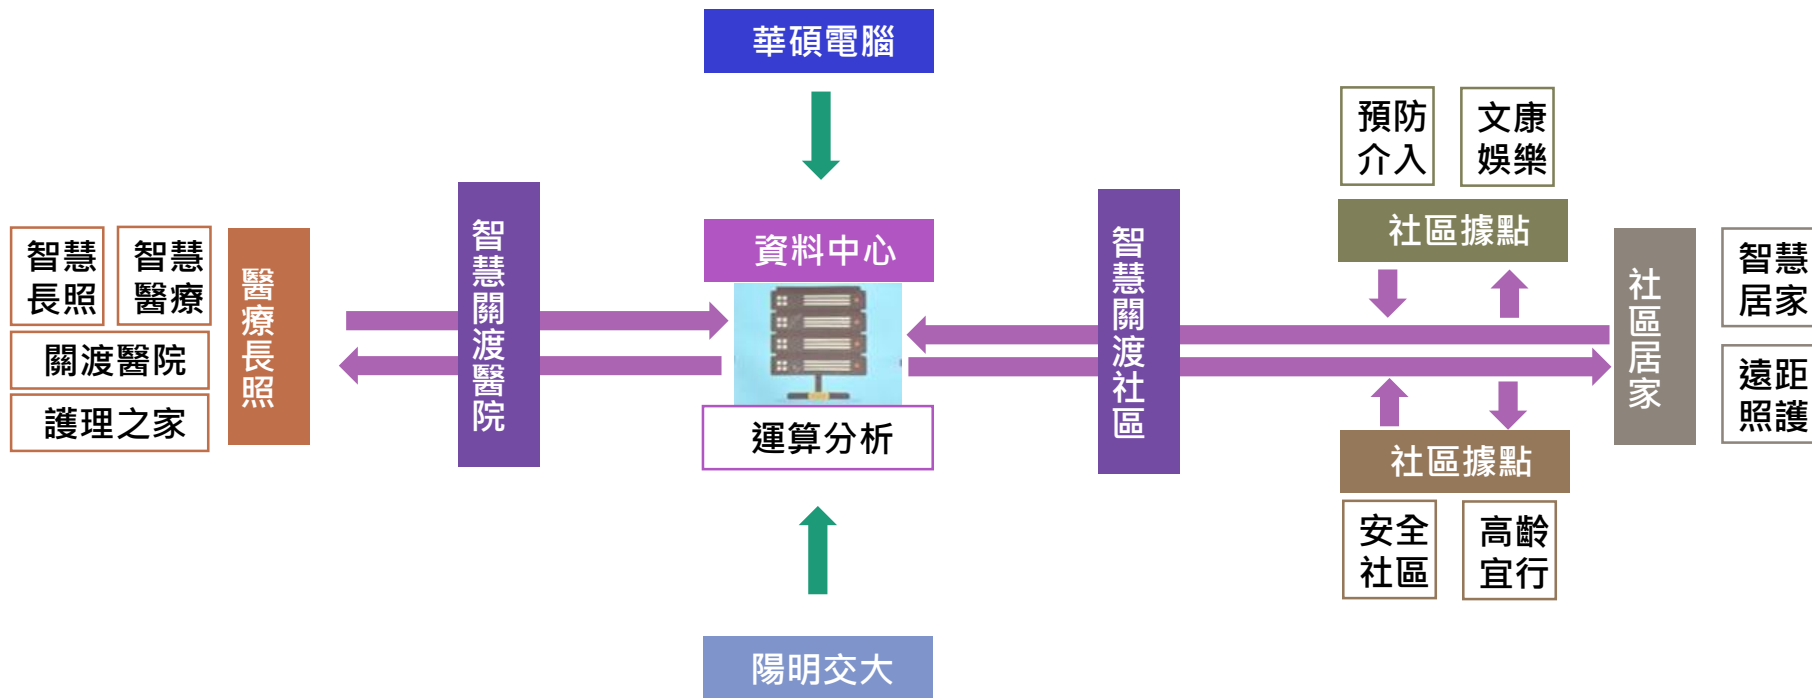 華碩電腦
智慧
長照
智慧
醫療
關渡醫院
護理之家
醫療長照
智慧關渡醫院
資料中心
運算分析
陽明交大
智慧關渡社區
預防
介入
文康
娛樂
社區據點
社區據點
安全
社區
高齡
宜行
社區居家
智慧
居家
遠距
照護